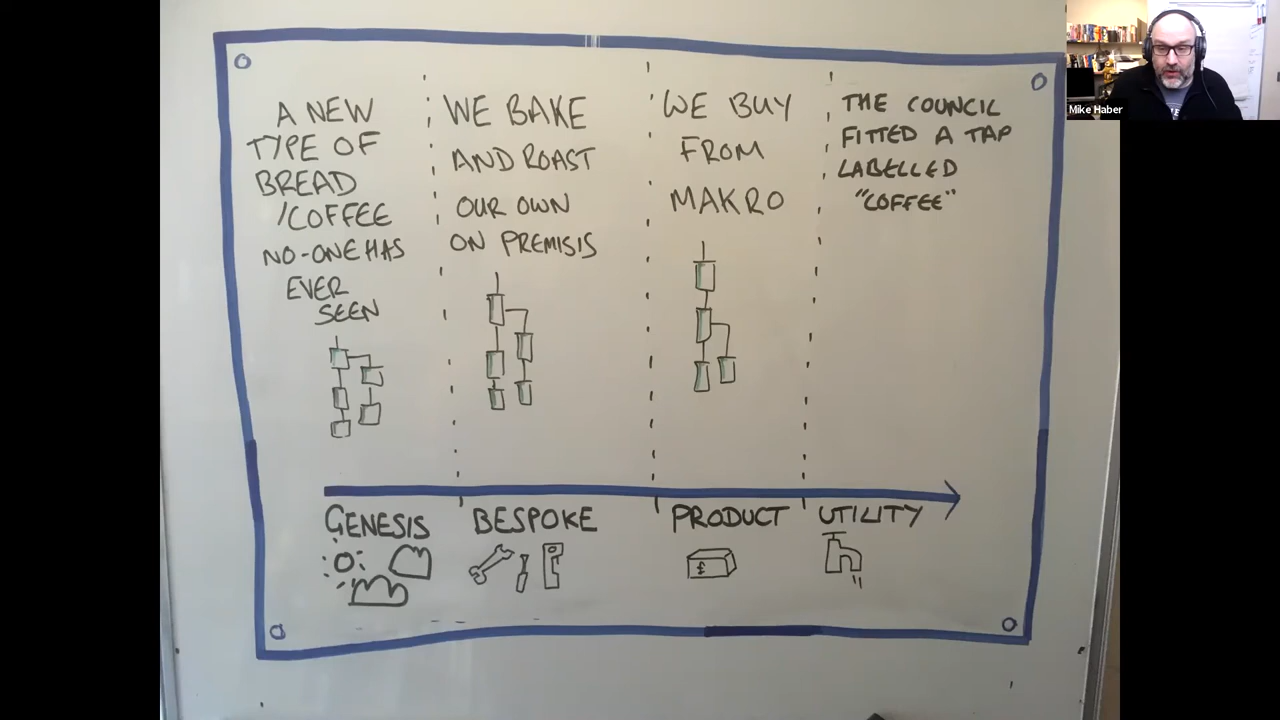 A NEW
TYPE OF
BREAD
/COFFEE
NO-ONE HAS
EVER
SEEN
WE BAKE
AND ROAST
OUR OWN
ON PREMISIS
WE BUY
FROM
MAKRO
THE COUNCIL
FITTED A TAP
LABELLED
"COFFEE"
GENESIS
BESPOKE
PRODUCT
UTILITY
£
Mike Haber